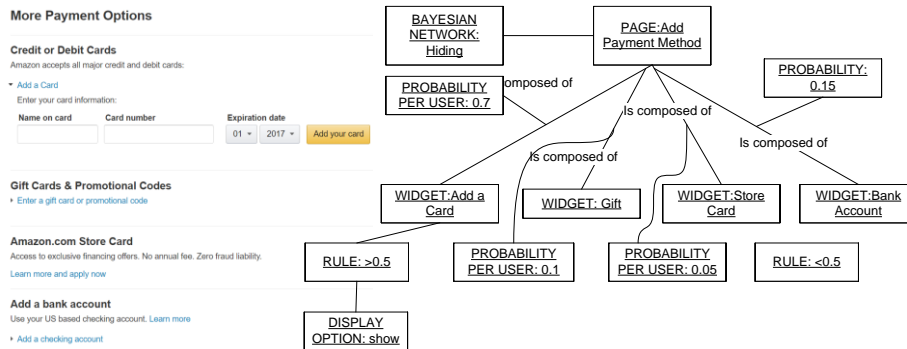 More Payment Options
Credit or Debit Cards
Amazon accepts all major credit and debit cards:
Add a Card
Enter your card information:
Name on card
Card number
Expiration date
01
2017
Add your card
Gift Cards & Promotional Codes
Enter a gift card or promotional code
Amazon.com Store Card
Access to exclusive financing offers. No annual fee. Zero fraud liability.
Learn more and apply now
Add a bank account
Use your US based checking account. Learn more
Add a checking account
BAYESIAN
NETWORK:
Hiding
PAGE:Add
Payment Method
PROBABILITY
PER USER: 0.7
composed of
PROBABILITY:
0.15
Is composed of
Is composed of
Is composed of
WIDGET:Add a
Card
WIDGET: Gift
WIDGET:Store
Card
WIDGET:Bank
Account
RULE: >0.5
PROBABILITY
PER USER: 0.1
PROBABILITY
PER USER: 0.05
RULE: <0.5
DISPLAY
OPTION: show